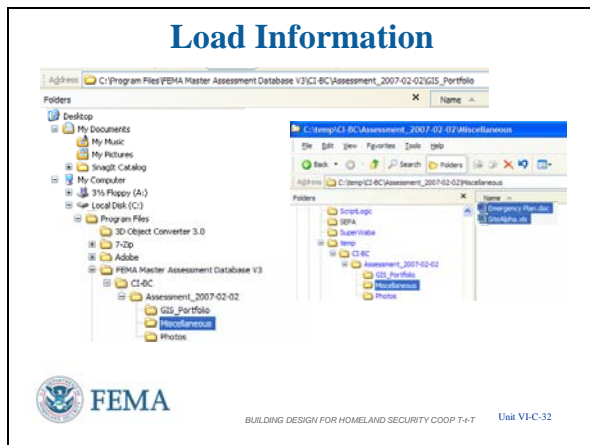 Load Information
Address C:\Program Files\FEMA Master Assessment Database V3\CI-BC\Assessment_2007-02-02\GIS_Portfolio
Folders × Name
Desktop
My Documents
My Music
My Pictures
SnagIt Catalog
My Computer
3½ Floppy (A:)
Local Disk (C:)
Program Files
3D Object Converter 3.0
7-Zip
Adobe
FEMA Master Assessment Database V3
CI-BC
Assessment_2007-02-02
GIS_Portfolio
Miscellaneous
Photos
C:\temp\CI-BC\Assessment_2007-02-02\Miscellaneous
File Edit View Favorites Tools Help
Back Search Folders
Address C:\temp\CI-BC\Assessment_2007-02-02\Miscellaneous
Folders × Name
ScriptLogic
SEPA
SuperWaba
temp
CI-BC
Assessment_2007-02-02
GIS_Portfolio
Miscellaneous
Photos
Emergency Plan.doc
SiteAlpha.xls
FEMA
BUILDING DESIGN FOR HOMELAND SECURITY COOP T-t-T
Unit VI-C-32